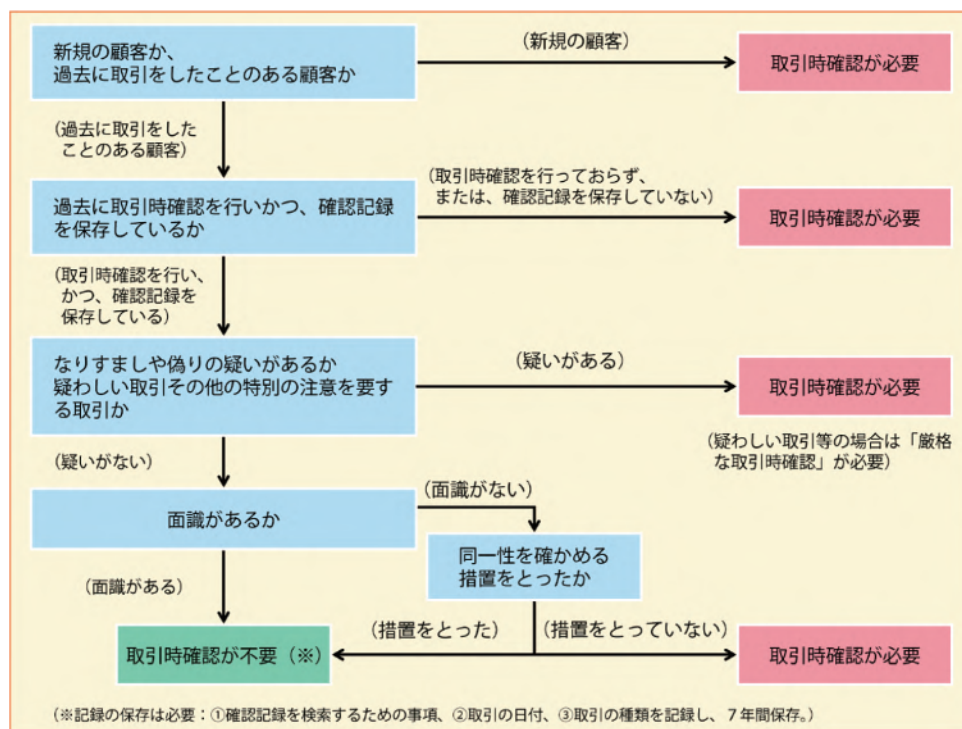 新規の顧客か、
過去に取引をしたことのある顧客か
(新規の顧客)
取引時確認が必要
(過去に取引をした
ことのある顧客)
過去に取引時確認を行いかつ、確認記録
を保存しているか
(取引時確認を行っておらず、
または、確認記録を保存していない)
取引時確認が必要
(取引時確認を行い、
かつ、確認記録を
保存している)
なりすましや偽りの疑いがあるか
疑わしい取引その他の特別の注意を要す
る取引か
(疑いがある)
取引時確認が必要
(疑わしい取引等の場合は「厳格
な取引時確認」が必要)
(疑いがない)
面識があるか
(面識がない)
同一性を確かめる
措置をとったか
(面識がある)
(措置をとった)
(措置をとっていない)
取引時確認が不要(※)
取引時確認が必要
(※記録の保存は必要:①確認記録を検索するための事項、②取引の日付、③取引の種類を記録し、7年間保存。)